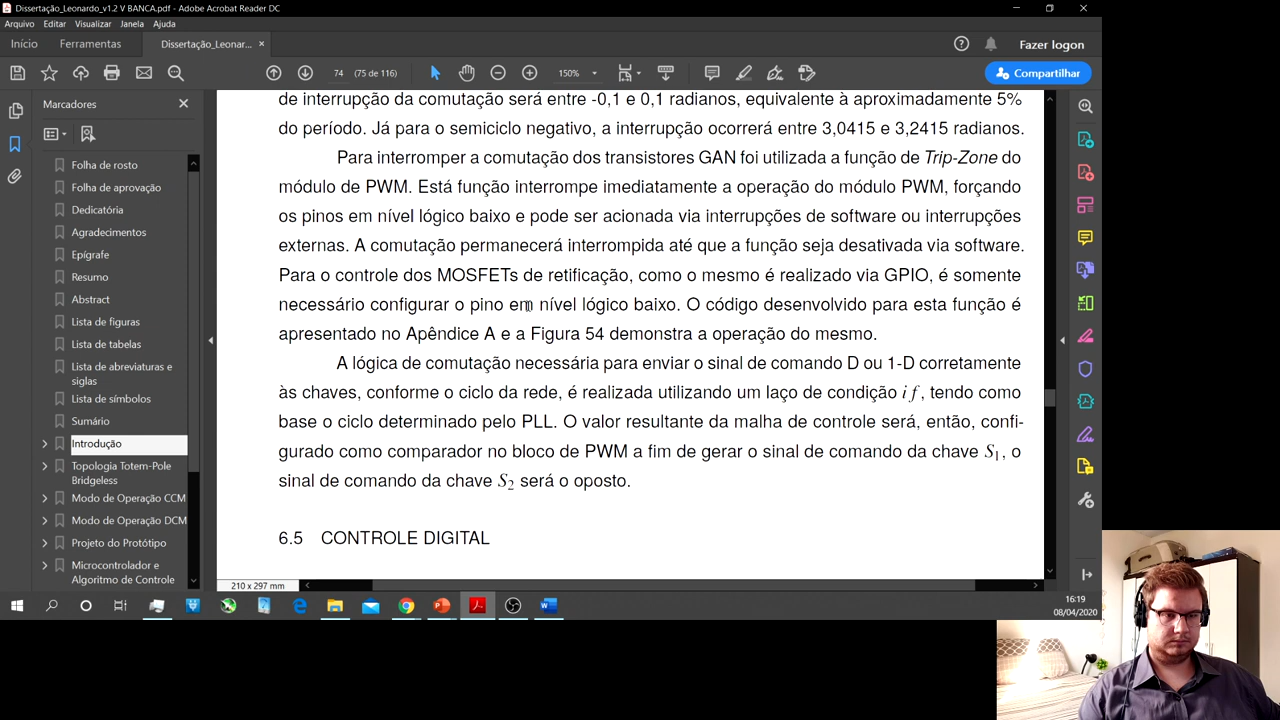 Dissertação_Leonardo_v1.2 V BANCA.pdf - Adobe Acrobat Reader DC
Arquivo Editar Visualizar Janela Ajuda
Início Ferramentas Dissertação_Leonar... × Fazer logon
74 (75 de 116) 150% Compartilhar
Marcadores
Folha de rosto
Folha de aprovação
Dedicatória
Agradecimentos
Epígrafe
Resumo
Abstract
Lista de figuras
Lista de tabelas
Lista de abreviaturas e
siglas
Lista de símbolos
Sumário
Introdução
Topologia Totem-Pole
Bridgeless
Modo de Operação CCM
Modo de Operação DCM
Projeto do Protótipo
Microcontrolador e
Algoritmo de Controle
de interrupção da comutação será entre -0,1 e 0,1 radianos, equivalente à aproximadamente 5%
do período. Já para o semiciclo negativo, a interrupção ocorrerá entre 3,0415 e 3,2415 radianos.
Para interromper a comutação dos transistores GAN foi utilizada a função de Trip-Zone do
módulo de PWM. Está função interrompe imediatamente a operação do módulo PWM, forçando
os pinos em nível lógico baixo e pode ser acionada via interrupções de software ou interrupções
externas. A comutação permanecerá interrompida até que a função seja desativada via software.
Para o controle dos MOSFETs de retificação, como o mesmo é realizado via GPIO, é somente
necessário configurar o pino em nível lógico baixo. O código desenvolvido para esta função é
apresentado no Apêndice A e a Figura 54 demonstra a operação do mesmo.
A lógica de comutação necessária para enviar o sinal de comando D ou 1-D corretamente
às chaves, conforme o ciclo da rede, é realizada utilizando um laço de condição if, tendo como
base o ciclo determinado pelo PLL. O valor resultante da malha de controle será, então, confi-
gurado como comparador no bloco de PWM a fim de gerar o sinal de comando da chave S1, o
sinal de comando da chave S2 será o oposto.
6.5 CONTROLE DIGITAL
210 x 297 mm
16:19
08/04/2020